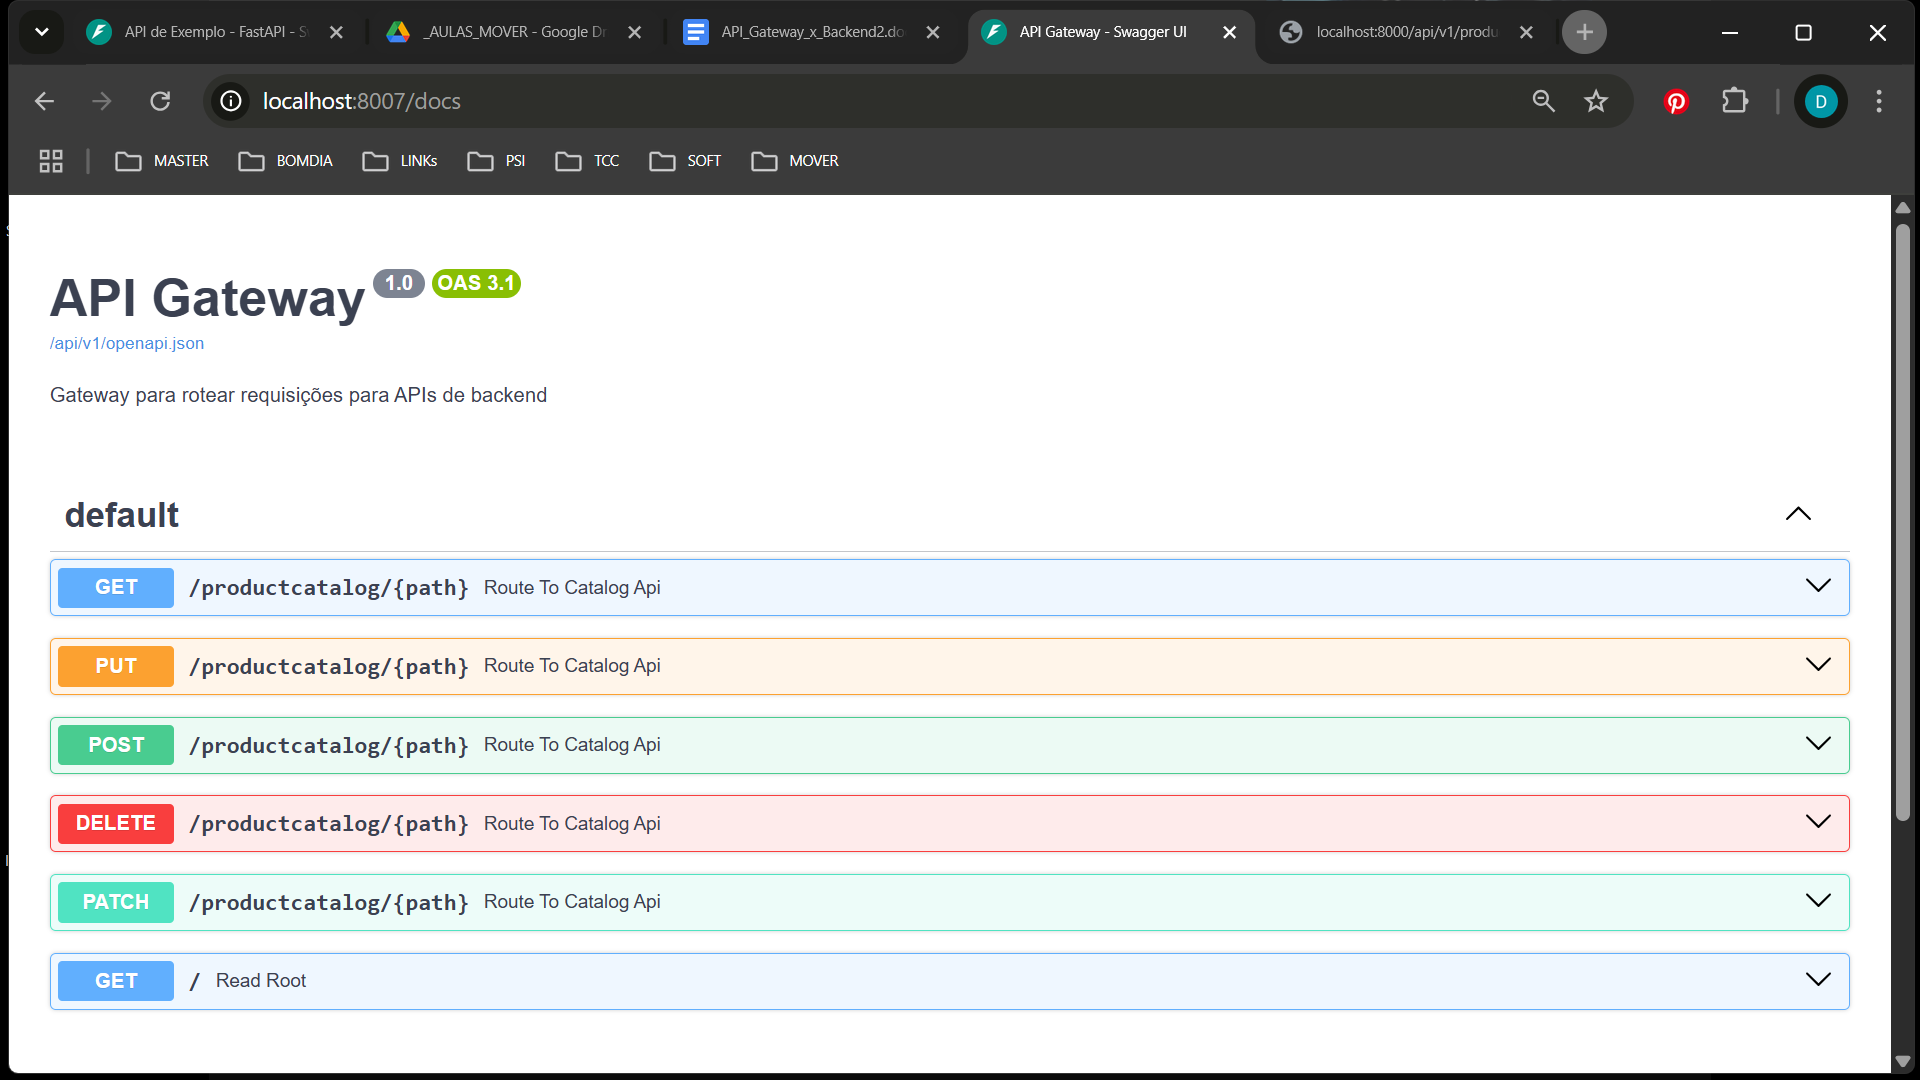 API de Exemplo - FastAPI - S
_AULAS_MOVER - Google Dr
API_Gateway_x_Backend2.do
API Gateway - Swagger UI
localhost:8000/api/v1/produ
localhost:8007/docs
D
MASTER
BOMDIA
LINKs
PSI
TCC
SOFT
MOVER
API Gateway 1.0 OAS 3.1
/api/v1/openapi.json
Gateway para rotear requisições para APIs de backend
default
GET /productcatalog/{path} Route To Catalog Api
PUT /productcatalog/{path} Route To Catalog Api
POST /productcatalog/{path} Route To Catalog Api
DELETE /productcatalog/{path} Route To Catalog Api
PATCH /productcatalog/{path} Route To Catalog Api
GET / Read Root